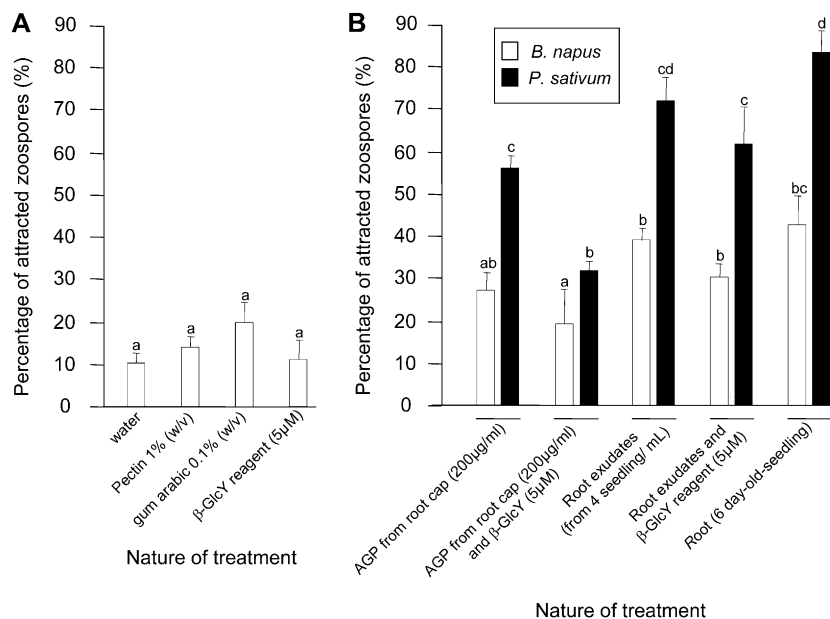 A
Percentage of attracted zoospores (%)
90
80
70
60
50
40
30
20
10
0
a
a
a
a
water
Pectin 1% (w/v)
gum arabic 0.1% (w/v)
β-GlcY reagent (5μM)
Nature of treatment
B
Percentage of attracted zoospores (%)
90
80
70
60
50
40
30
20
10
0
B. napus
P. sativum
ab
c
a
b
b
cd
b
c
bc
d
AGP from root cap (200μg/ml)
AGP from root cap (200μg/ml)
and β-GlcY (5μM)
Root exudates
(from 4 seedling/ mL)
Root exudates and
β-GlcY reagent (5μM)
Root (6 day-old-seedling)
Nature of treatment